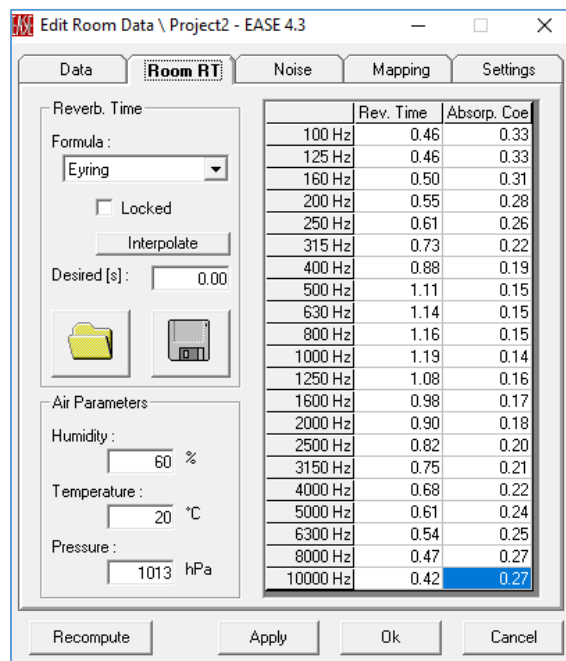 EASE Edit Room Data \ Project2 - EASE 4.3
Data Room RT Noise Mapping Settings
Reverb. Time
Formula :
Eyring
Locked
Interpolate
Desired [s] : 0.00
Air Parameters
Humidity :
60 %
Temperature :
20 °C
Pressure :
1013 hPa
Rev. Time Absorp. Coe
100 Hz 0.46 0.33
125 Hz 0.46 0.33
160 Hz 0.50 0.31
200 Hz 0.55 0.28
250 Hz 0.61 0.26
315 Hz 0.73 0.22
400 Hz 0.88 0.19
500 Hz 1.11 0.15
630 Hz 1.14 0.15
800 Hz 1.16 0.15
1000 Hz 1.19 0.14
1250 Hz 1.08 0.16
1600 Hz 0.98 0.17
2000 Hz 0.90 0.18
2500 Hz 0.82 0.20
3150 Hz 0.75 0.21
4000 Hz 0.68 0.22
5000 Hz 0.61 0.24
6300 Hz 0.54 0.25
8000 Hz 0.47 0.27
10000 Hz 0.42 0.27
Recompute Apply Ok Cancel